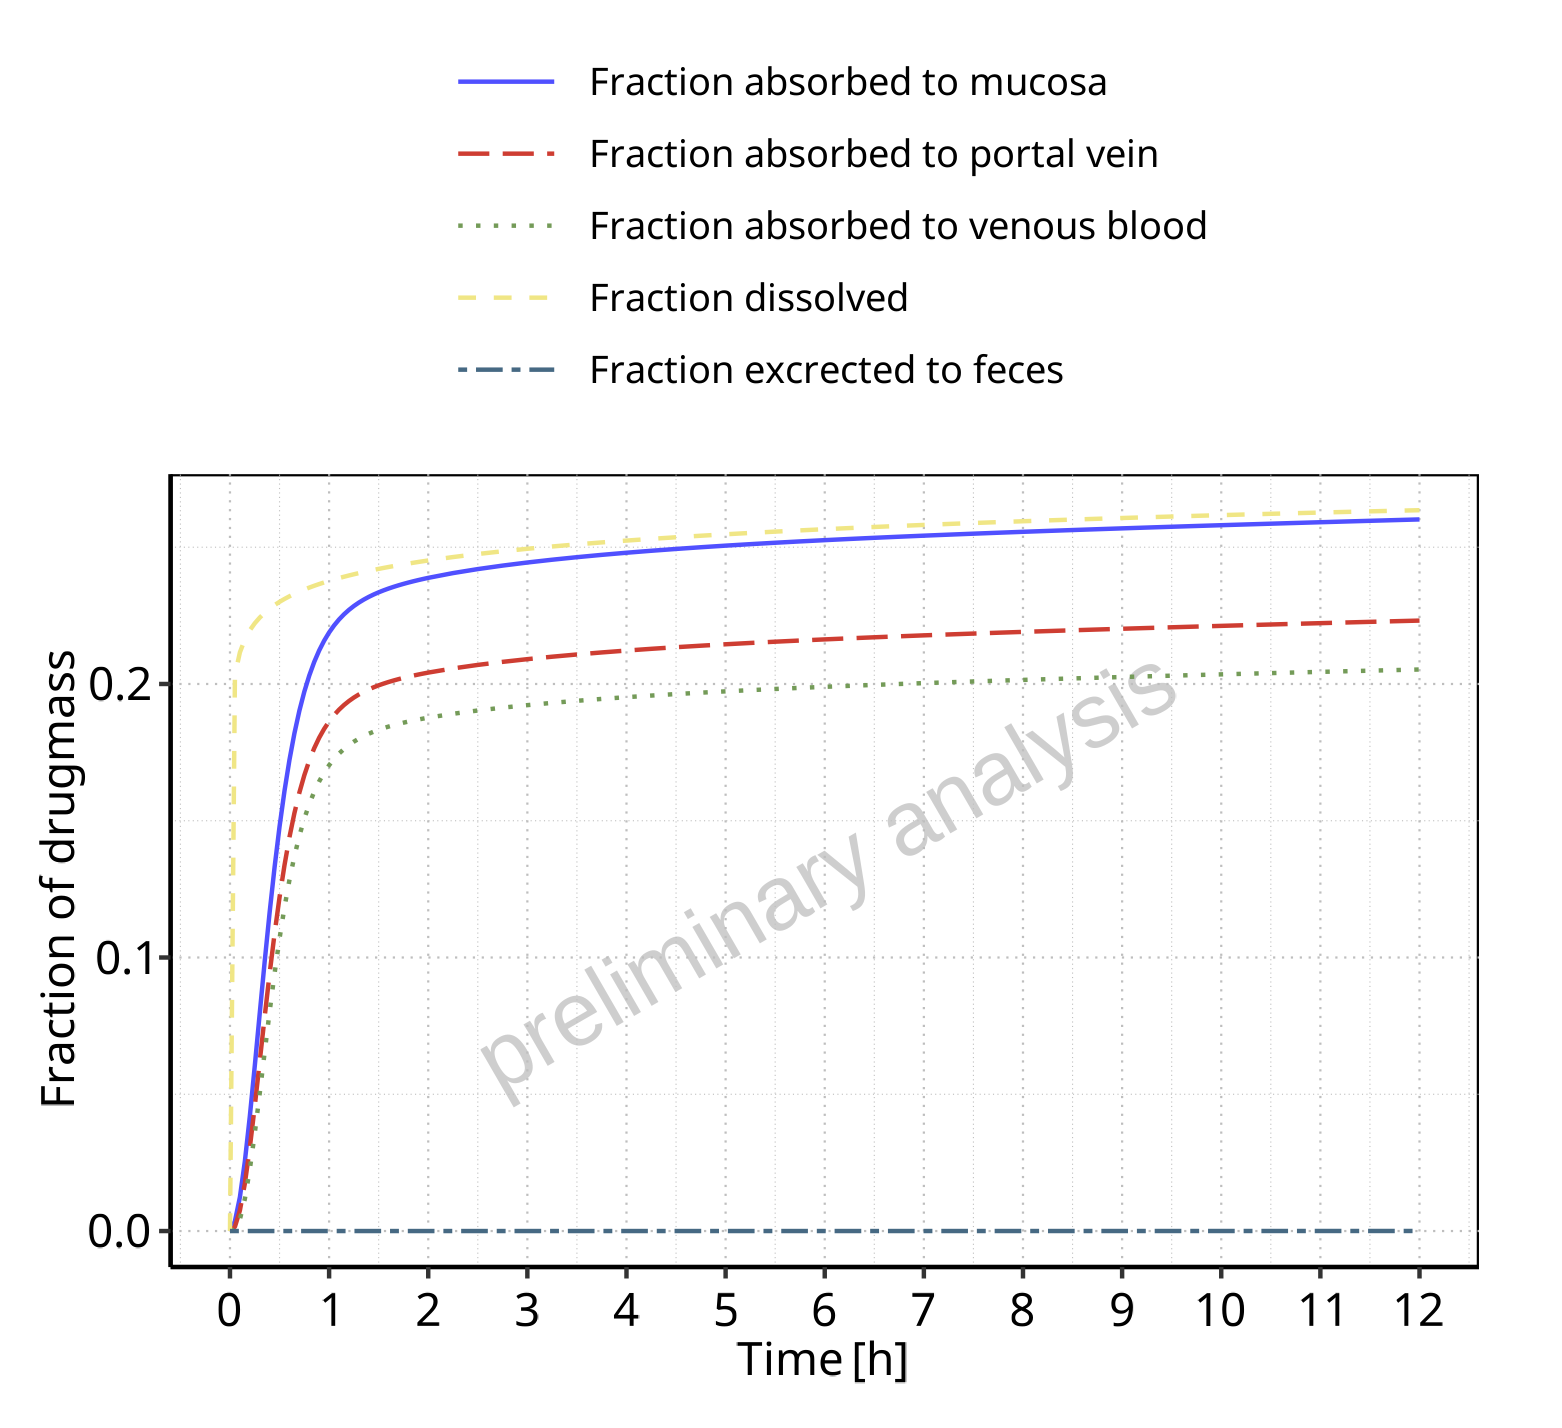 Fraction absorbed to mucosa
Fraction absorbed to portal vein
Fraction absorbed to venous blood
Fraction dissolved
Fraction excrected to feces
Fraction of drugmass
0.2
0.1
0.0
preliminary analysis
0 1 2 3 4 5 6 7 8 9 10 11 12
Time [h]